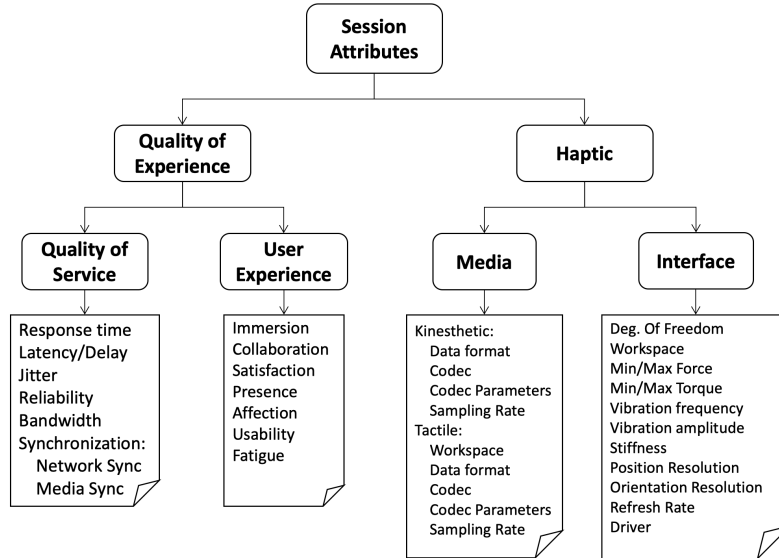 Session
Attributes
Quality of
Experience
Haptic
Quality of
Service
User
Experience
Media
Interface
Response time
Latency/Delay
Jitter
Reliability
Bandwidth
Synchronization:
Network Sync
Media Sync
Immersion
Collaboration
Satisfaction
Presence
Affection
Usability
Fatigue
Kinesthetic:
Data format
Codec
Codec Parameters
Sampling Rate
Tactile:
Workspace
Data format
Codec
Codec Parameters
Sampling Rate
Deg. Of Freedom
Workspace
Min/Max Force
Min/Max Torque
Vibration frequency
Vibration amplitude
Stiffness
Position Resolution
Orientation Resolution
Refresh Rate
Driver